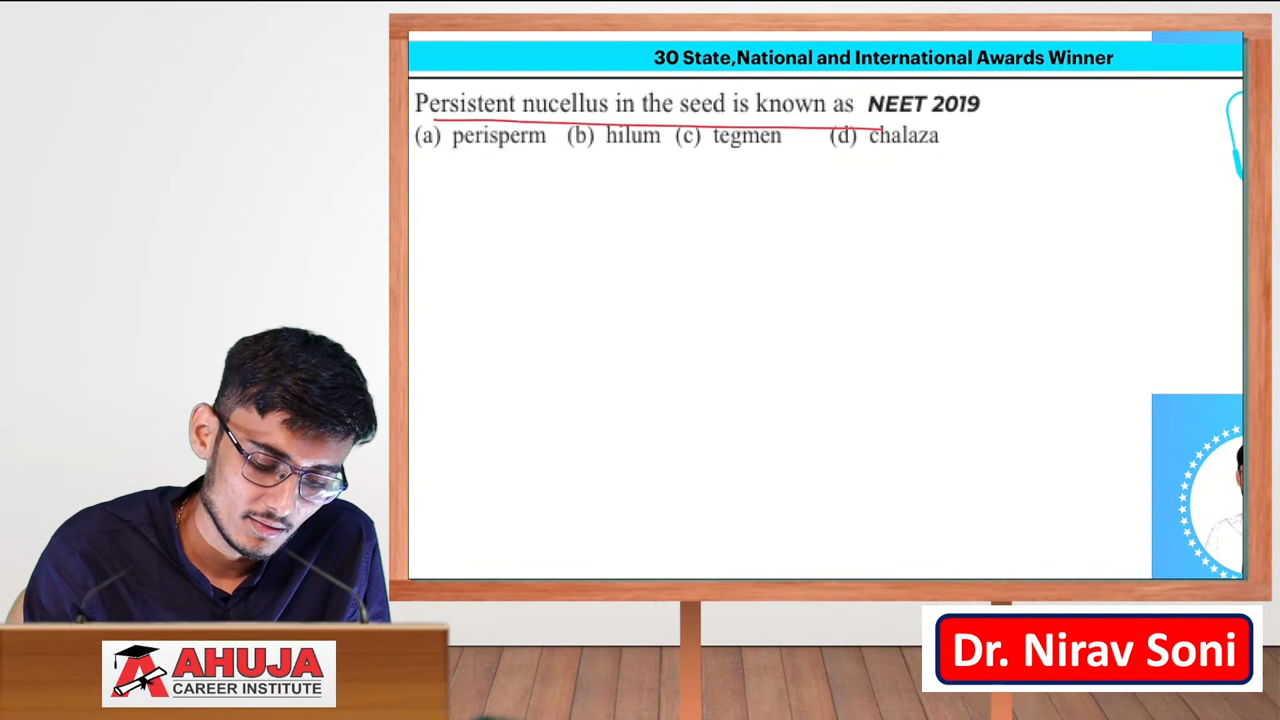 30 State,National and International Awards Winner
Persistent nucellus in the seed is known as NEET 2019
(a) perisperm (b) hilum (c) tegmen (d) chalaza
AHUJA
CAREER INSTITUTE
Dr. Nirav Soni